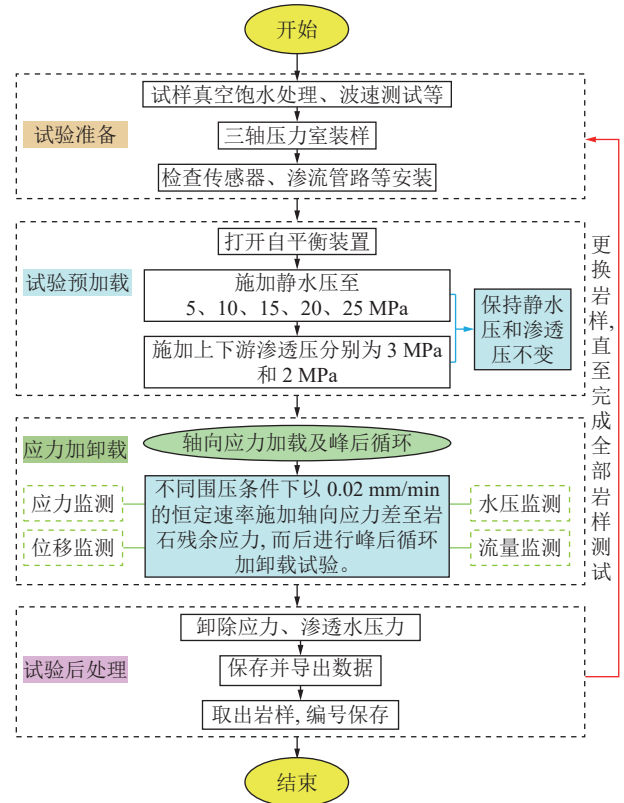 开始
试样真空饱水处理、波速测试等
试验准备
三轴压力室装样
检查传感器、渗流管路等安装
打开自平衡装置
试验预加载
施加静水压至
5、10、15、20、25 MPa
施加上下游渗透压分别为 3 MPa
和 2 MPa
保持静水
压和渗透
压不变
更换岩样,直至完成全部岩样测试
应力加卸载
轴向应力加载及峰后循环
应力监测
位移监测
不同围压条件下以 0.02 mm/min
的恒定速率施加轴向应力差至岩
石残余应力, 而后进行峰后循环
加卸载试验。
水压监测
流量监测
卸除应力、渗透水压力
试验后处理
保存并导出数据
取出岩样, 编号保存
结束